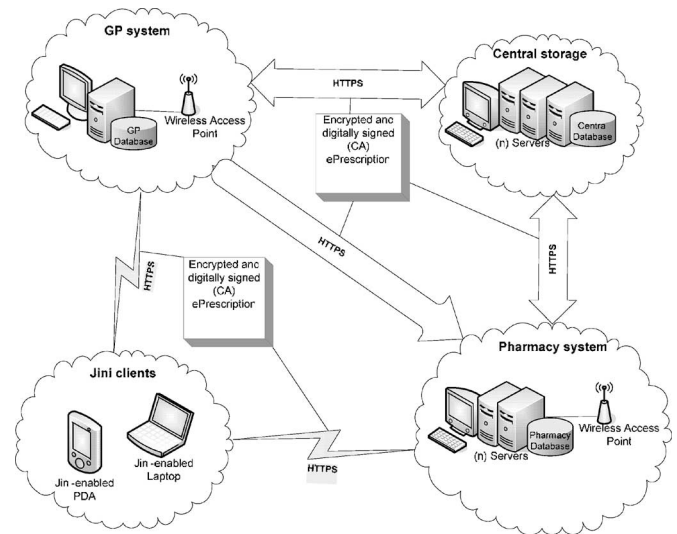 GP system
GP
Database
Wireless Access
Point
HTTPS
Central storage
(n) Servers
Centra
Database
Encrypted and
digitally signed
(CA)
ePrescription
HTTPS
HTTPS
HTTPS
Encrypted and
digitally signed
(CA)
ePrescription
Jini clients
Jin -enabled
PDA
Jin -enabled
Laptop
HTTPS
Pharmacy system
(n) Servers
Pharmacy
Database
Wireless Access
Point